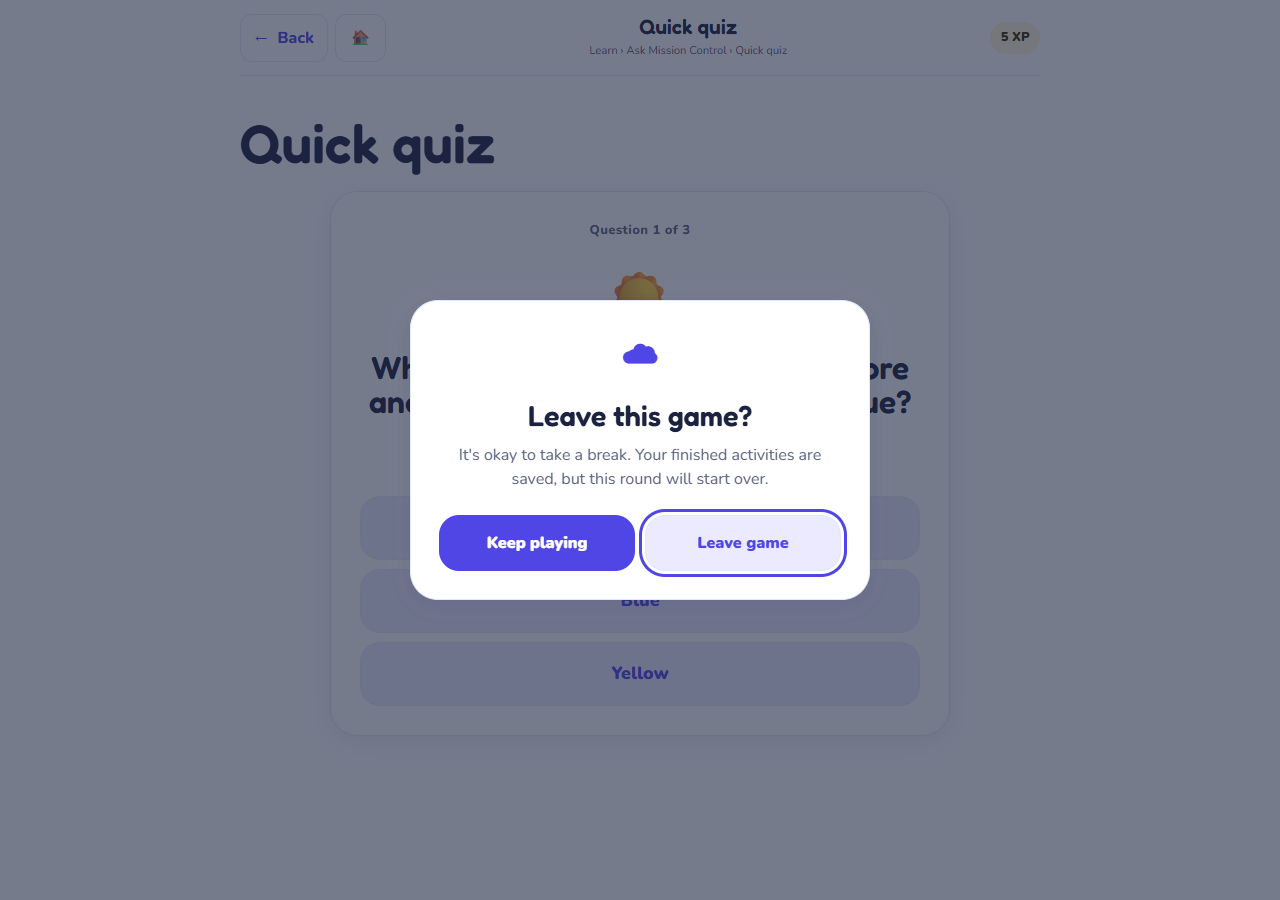 ← Back
Quick quiz
Learn › Ask Mission Control › Quick quiz
5 XP
Quick quiz
Question 1 of 3
Leave this game?
It's okay to take a break. Your finished activities are
saved, but this round will start over.
Keep playing
Leave game
Blue
Yellow